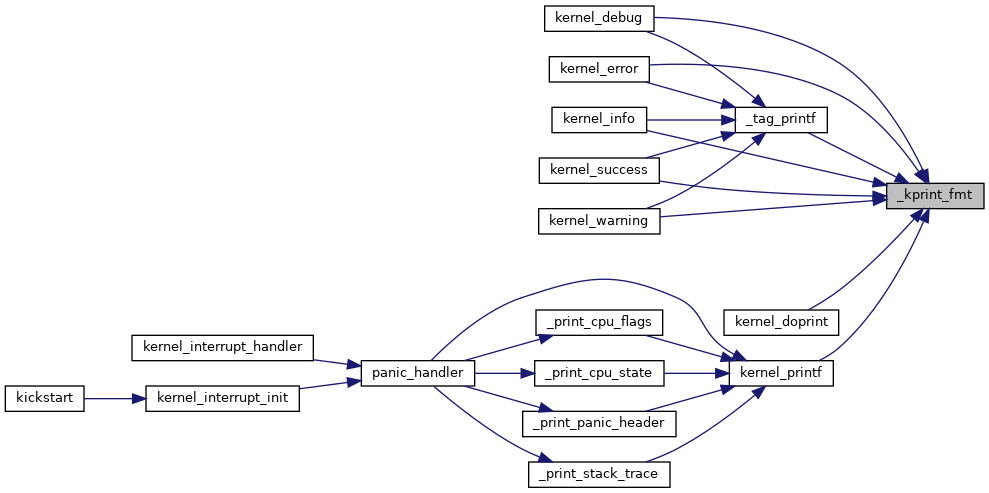 kernel_debug
kernel_error
kernel_info
_tag_printf
kernel_success
_kprint_fmt
kernel_warning
_print_cpu_flags
kernel_doprint
kernel_interrupt_handler
panic_handler
_print_cpu_state
kernel_printf
kickstart
kernel_interrupt_init
_print_panic_header
_print_stack_trace